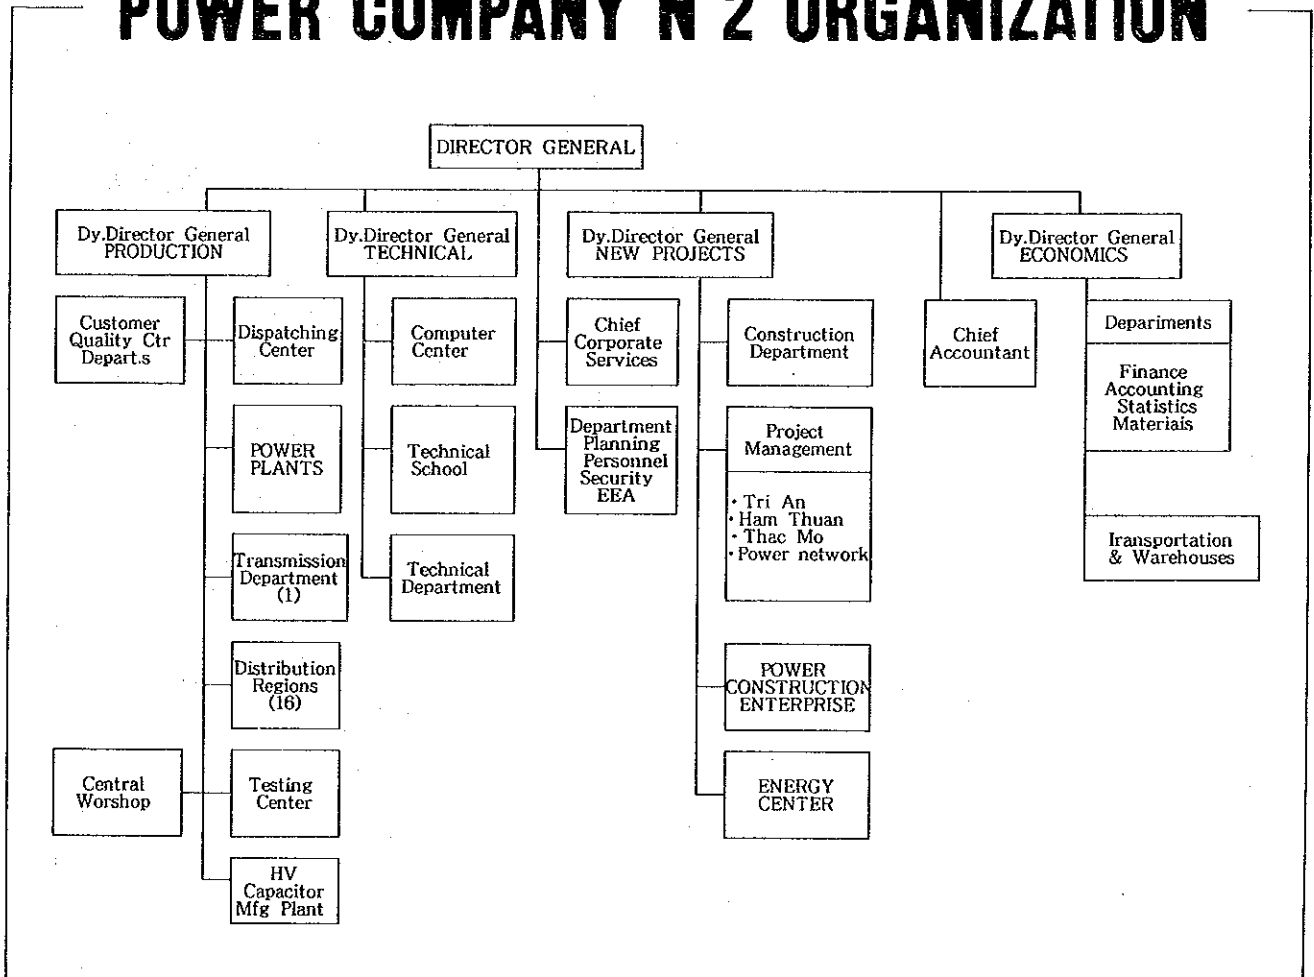 POWER COMPANY N 2 ORGANIZATION
DIRECTOR GENERAL
Dy.Director General
PRODUCTION
Dy.Director General
TECHNICAL
Dy.Director General
NEW PROJECTS
Dy.Director General
ECONOMICS
Customer
Quality Ctr
Depart.s
Dispatching
Center
Computer
Center
Chief
Corporate
Services
Construction
Department
Chief
Accountant
Depariments
Finance
Accounting
Statistics
Materiais
POWER
PLANTS
Technical
School
Department
Planning
Personnel
Security
EEA
Project
Management
• Tri An
• Ham Thuan
• Thac Mo
• Power network
Transmission
Department
(1)
Technical
Department
Iransportation
& Warehouses
Distribution
Regions
(16)
POWER
CONSTRUCTION
ENTERPRISE
Central
Worshop
Testing
Center
ENERGY
CENTER
HV
Capacitor
Mfg Plant